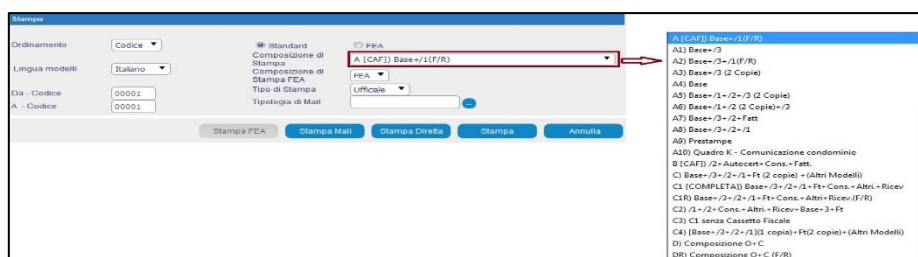 Stampa
Ordinamento Codice
Standard FEA
Composizione di Stampa A [CAF]) Base+/1(F/R)
Lingua modelli Italiano
Composizione di Stampa FEA FEA
Da - Codice 00001
Tipo di Stampa Ufficiale
A - Codice 00001
Tipologia di Mail ...
Stampa FEA Stampa Mail Stampa Diretta Stampa Annulla
A [CAF]) Base+/1(F/R)
A1) Base+/3
A2) Base+/3+/1(F/R)
A3) Base+/3 (2 Copie)
A4) Base
A5) Base+/1+/2+/3 (2 Copie)
A6) Base+/1+/2 (2 Copie)+/3
A7) Base+/3+/2+Fatt
A8) Base+/3+/2+/1
A9) Prestampe
A10) Quadro K - Comunicazione condominio
B [CAF]) /2+Autocert+Cons.+Fatt.
C) Base+/3+/2+/1+Ft (2 copie) +(Altri Modelli)
C1 [COMPLETA]) Base+/3+/2+/1+Ft+Cons.+Altri.+Ricev
C1R) Base+/3+/2+/1+Ft+Cons.+Altri+Ricev.(F/R)
C2) /1+/2+Cons.+Altri.+Ricev+Base+3+Ft
C3) C1 senza Cassetto Fiscale
C4) [Base+/3+/2+/1](1 copia)+Ft(2 copie)+(Altri Modelli)
D) Composizione O+C
DR) Composizione O+C (F/R)